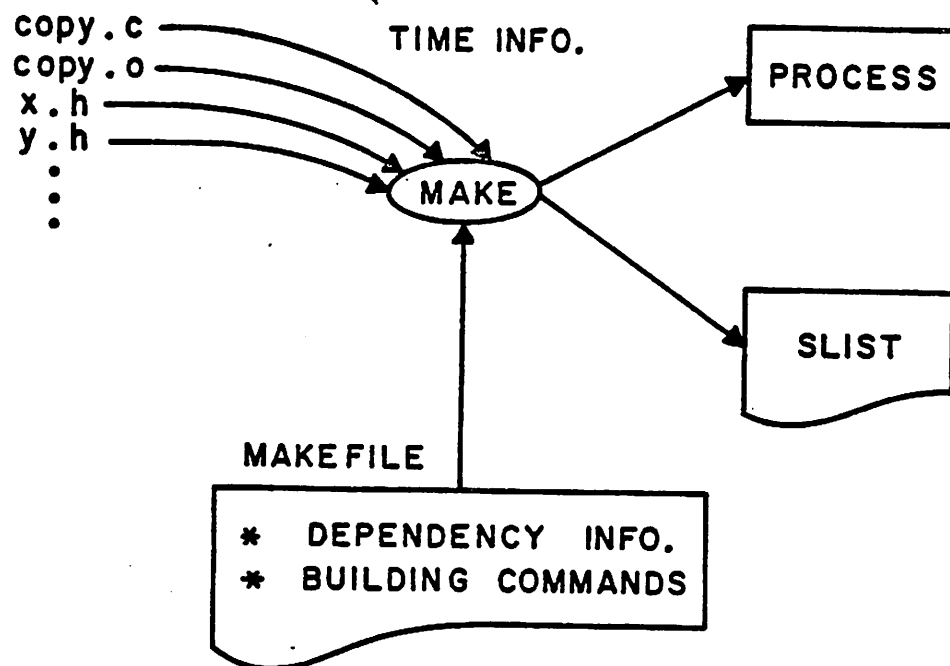 copy.c
TIME INFO.
copy.o
x.h
y.h
PROCESS
MAKE
SLIST
MAKEFILE
* DEPENDENCY INFO.
* BUILDING COMMANDS